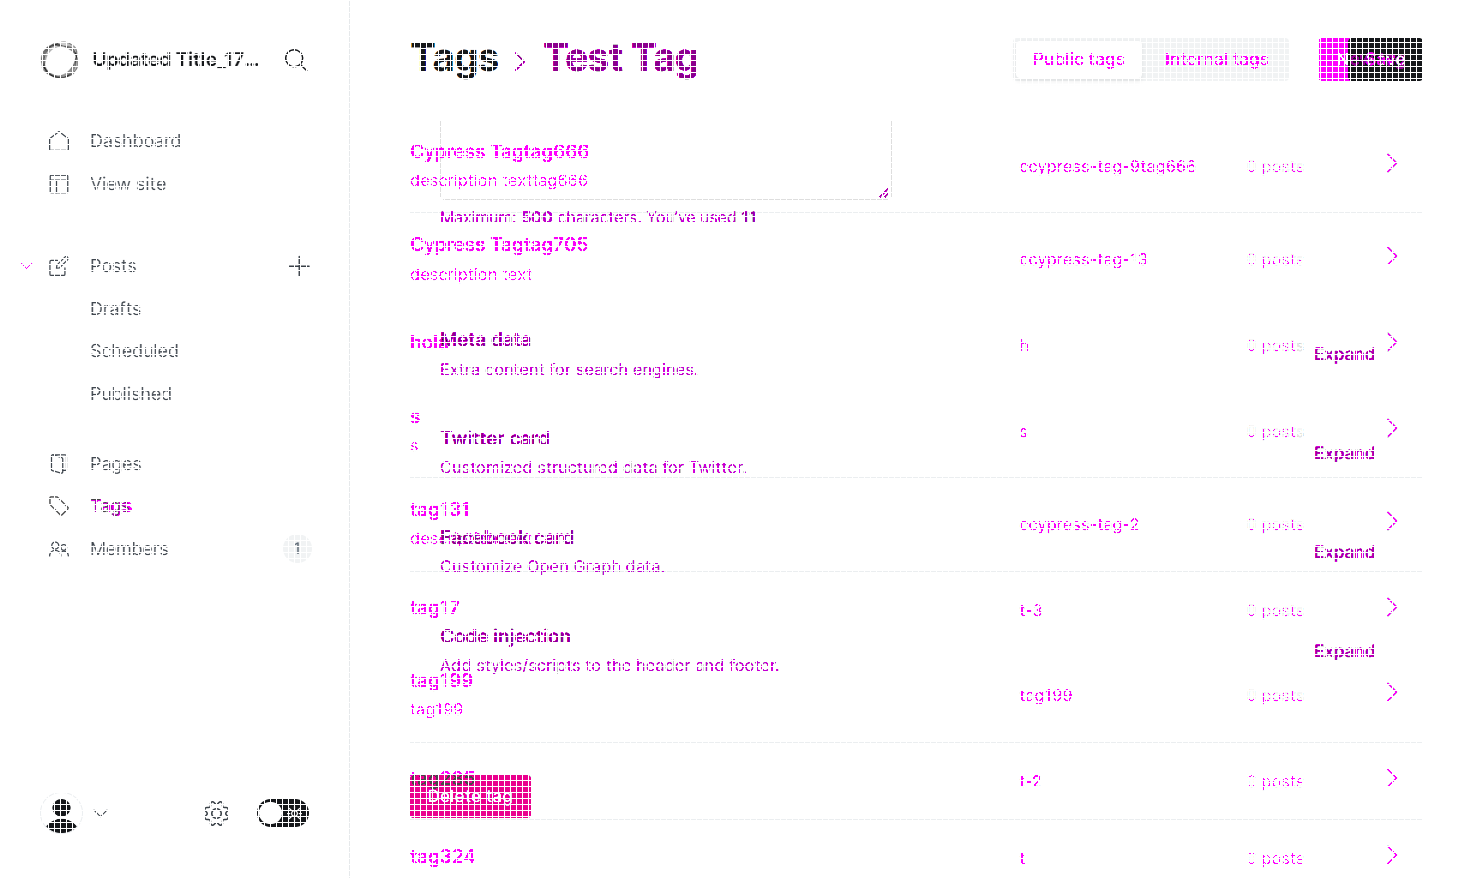 Updated Title_17...
Tags > Test Tag
Public tags
Internal tags
Dashboard
View site
Posts
Drafts
Scheduled
Published
Pages
Tags
Members
1
Cypress Tagtag666
description texttag666
ccypress-tag-9tag666
0 posts
Maximum: 500 characters. You've used 11
Cypress Tagtag705
description text
ccypress-tag-13
0 posts
Meta data
h
0 posts
Expand
Extra content for search engines.
s
s
s
0 posts
Twitter card
Expand
Customized structured data for Twitter.
tag131
ccypress-tag-2
0 posts
Facebook card
Expand
Customize Open Graph data.
tag17
t-3
0 posts
Code injection
Expand
Add styles/scripts to the header and footer.
tag199
tag199
tag199
0 posts
t-2
0 posts
Delete tag
tag324
t
0 posts